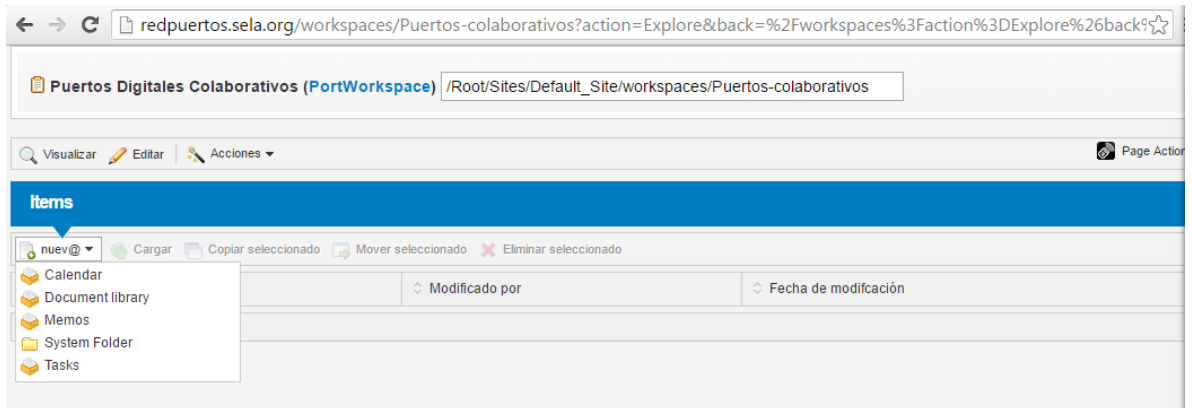 redpuertos.sela.org/workspaces/Puertos-colaborativos?action=Explore&back=%2Fworkspaces%3Faction%3DExplore%26back%
Puertos Digitales Colaborativos (PortWorkspace) /Root/Sites/Default_Site/workspaces/Puertos-colaborativos
Visualizar Editar Acciones Page Action
Items
nuev@ Cargar Copiar seleccionado Mover seleccionado Eliminar seleccionado
Calendar
Modificado por Fecha de modifcación
Document library
Memos
System Folder
Tasks